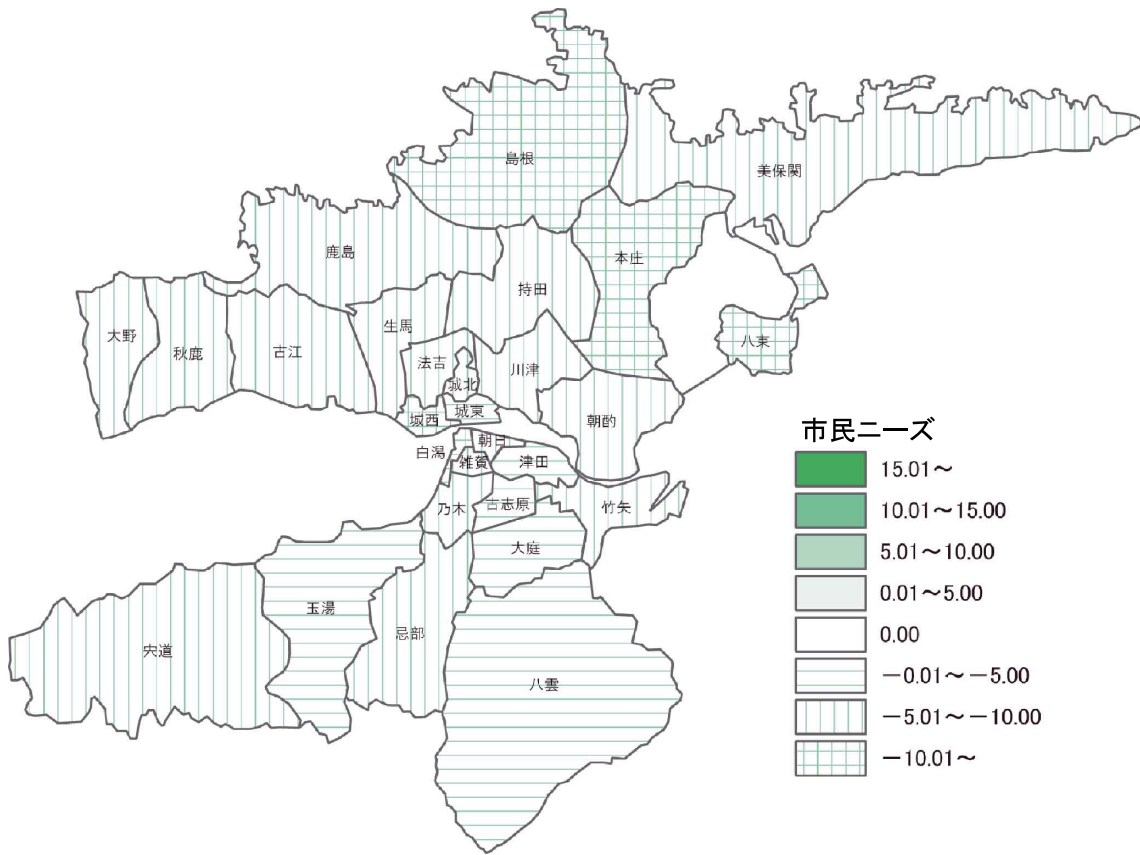 島根
美保関
鹿島
本庄
持田
大野
秋鹿
古江
生馬
法吉
城北
川津
八束
城西
城東
朝酌
白潟
朝日
雑賀
津田
乃木
古志原
竹矢
大庭
玉湯
忌部
宍道
八雲
市民ニーズ
15.01～
10.01～15.00
5.01～10.00
0.01～5.00
0.00
－0.01～－5.00
－5.01～－10.00
－10.01～